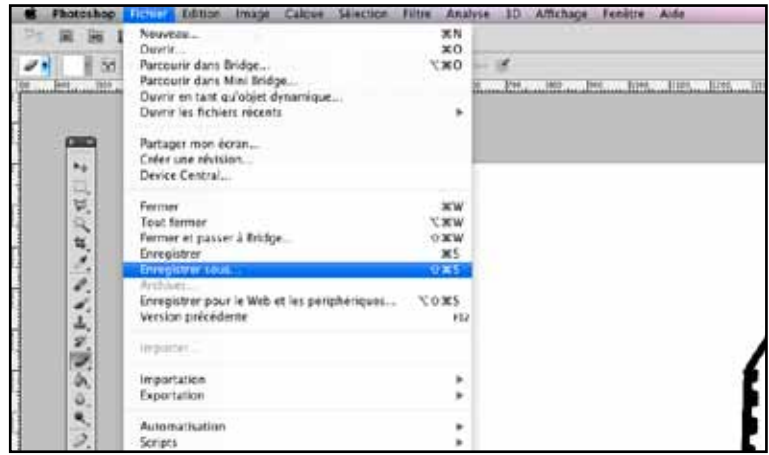 Photoshop Fichier Edition Image Calque Sélection Filtre Analyse 3D Affichage Fenêtre Aide
Nouveau... ⌘N
Ouvrir... ⌘O
Parcourir dans Bridge... ⌥⌘O
Parcourir dans Mini Bridge...
Ouvrir en tant qu'objet dynamique...
Ouvrir les fichiers récents
Partager mon écran...
Créer une révision...
Device Central...
Fermer ⌘W
Tout fermer ⌥⌘W
Fermer et passer à Bridge... ⇧⌘W
Enregistrer ⌘S
Enregistrer sous... ⇧⌘S
Archiver...
Enregistrer pour le Web et les périphériques... ⌥⇧⌘S
Version précédente F12
Importer...
Importation
Exportation
Automatisation
Scripts